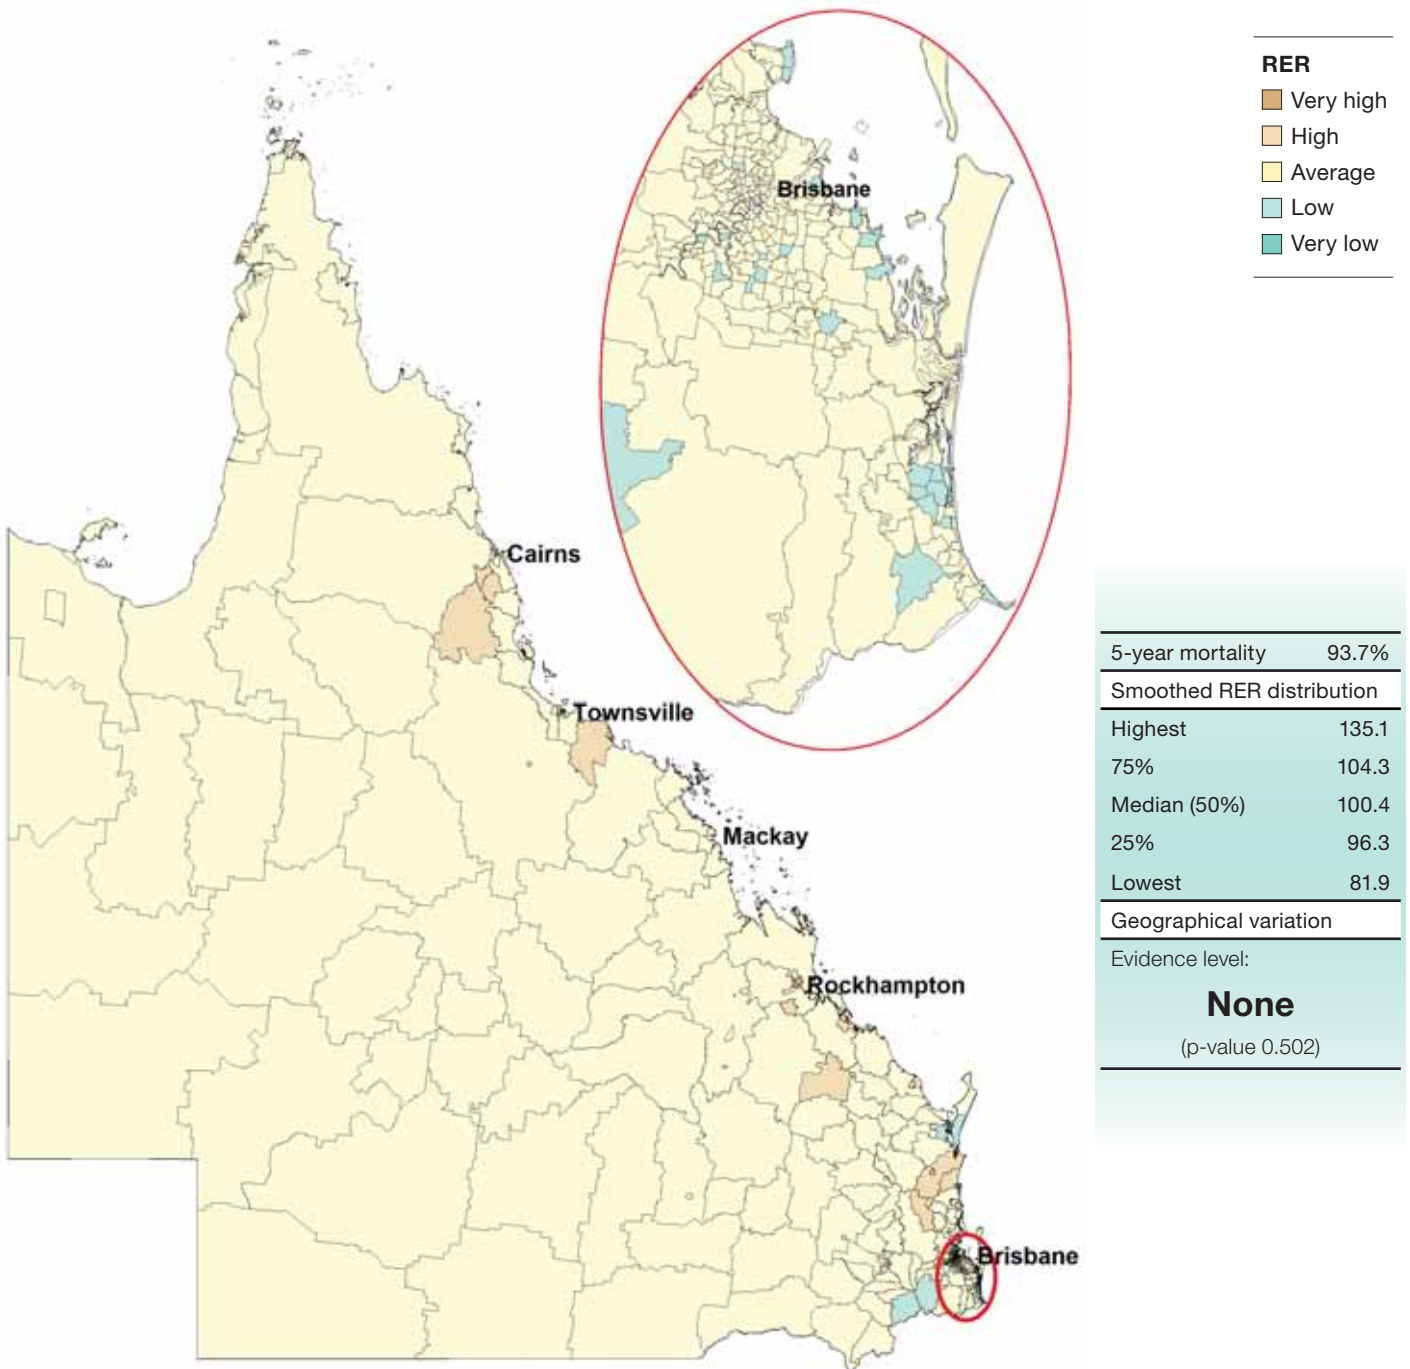 RER
Very high
High
Average
Low
Very low
Brisbane
Cairns
Townsville
Mackay
Rockhampton
Brisbane
5-year mortality 93.7%
Smoothed RER distribution
Highest 135.1
75% 104.3
Median (50%) 100.4
25% 96.3
Lowest 81.9
Geographical variation
Evidence level:
None
(p-value 0.502)